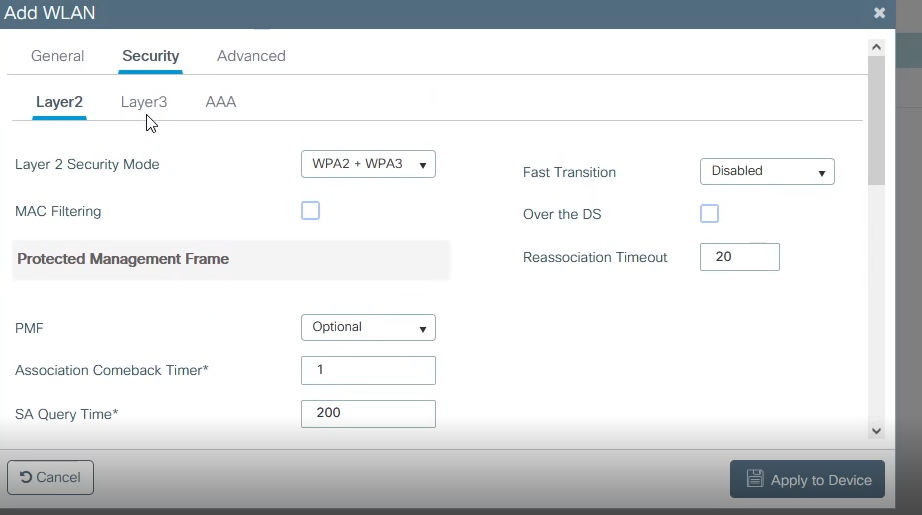 Add WLAN
General Security Advanced
Layer2 Layer3 AAA
Layer 2 Security Mode WPA2 + WPA3
MAC Filtering
Protected Management Frame
PMF Optional
Association Comeback Timer* 1
SA Query Time* 200
Fast Transition Disabled
Over the DS
Reassociation Timeout 20
Cancel
Apply to Device